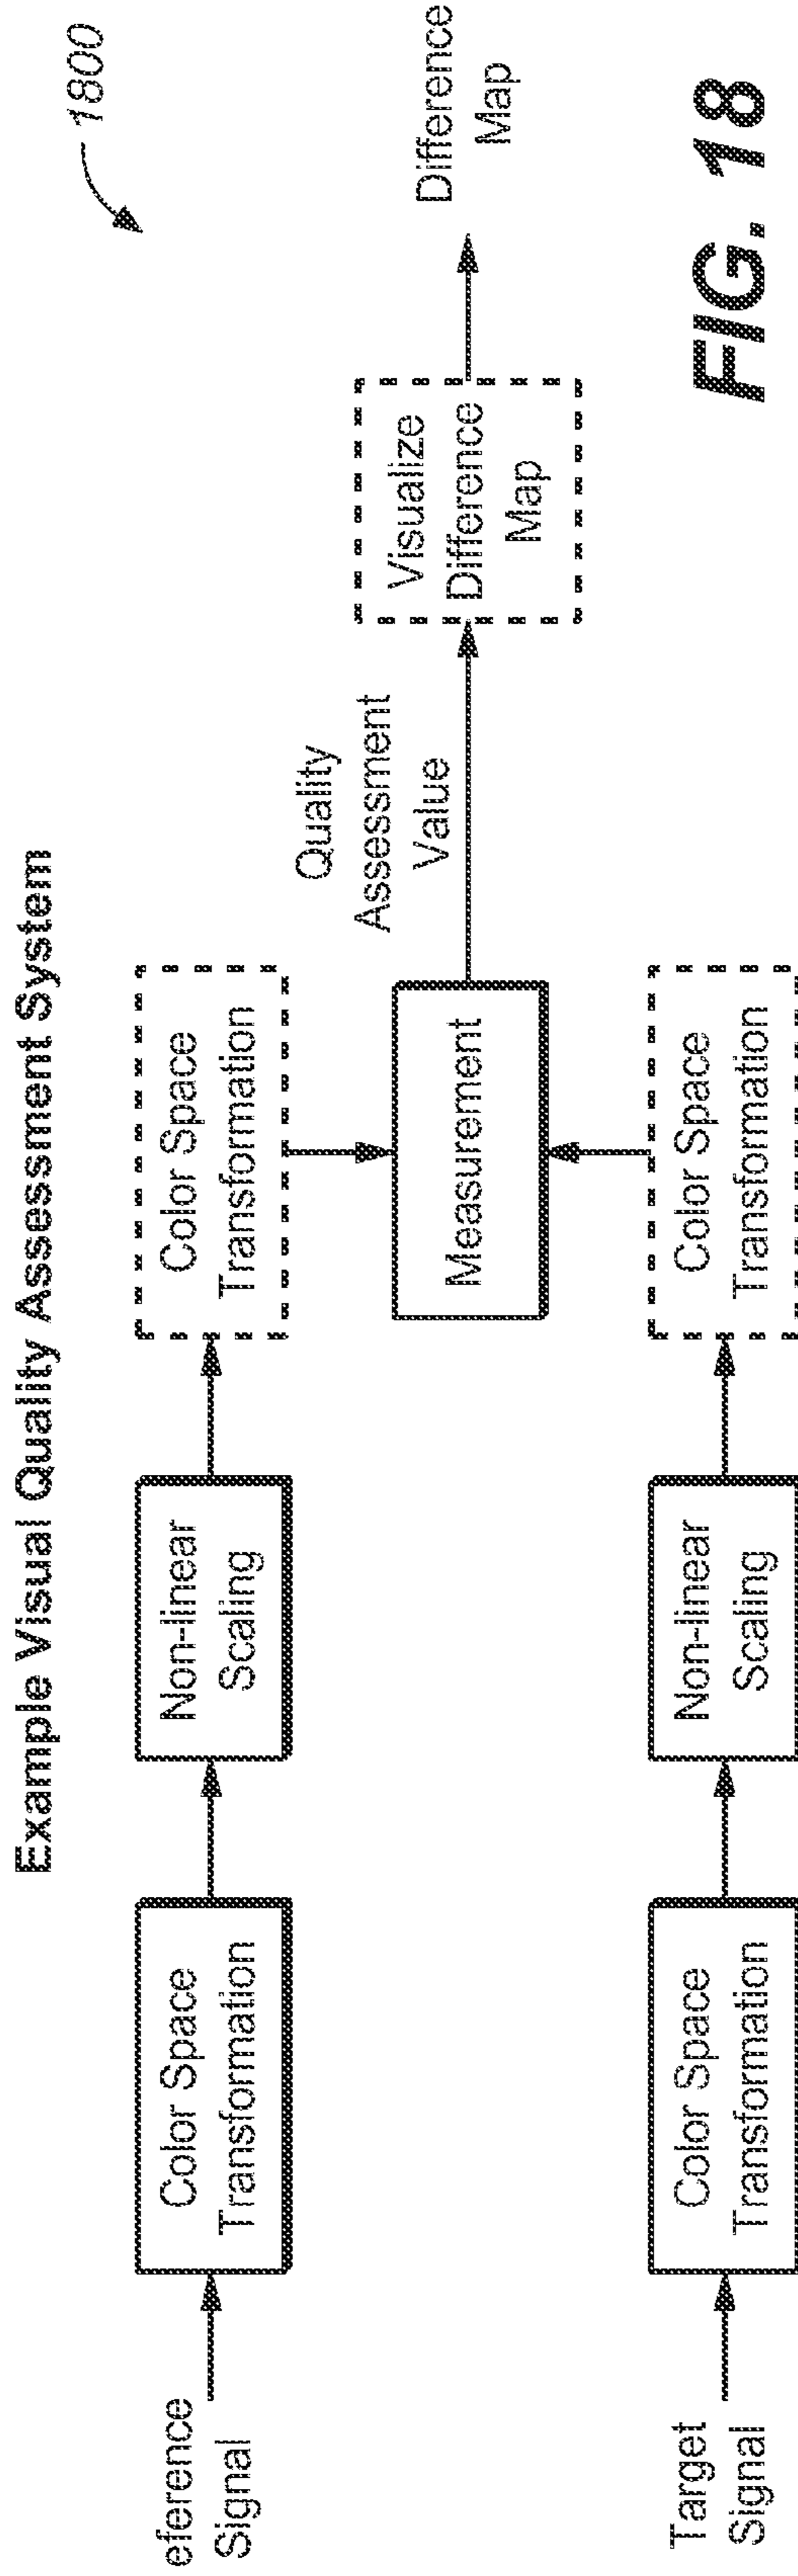 Example Visual Quality Assessment System
1800
eference
Signal
Color Space
Transformation
Non-linear
Scaling
Color Space
Transformation
Measurement
Quality
Assessment
Value
Visualize
Difference
Map
Difference
Map
Target
Signal
Color Space
Transformation
Non-linear
Scaling
Color Space
Transformation
FIG. 18